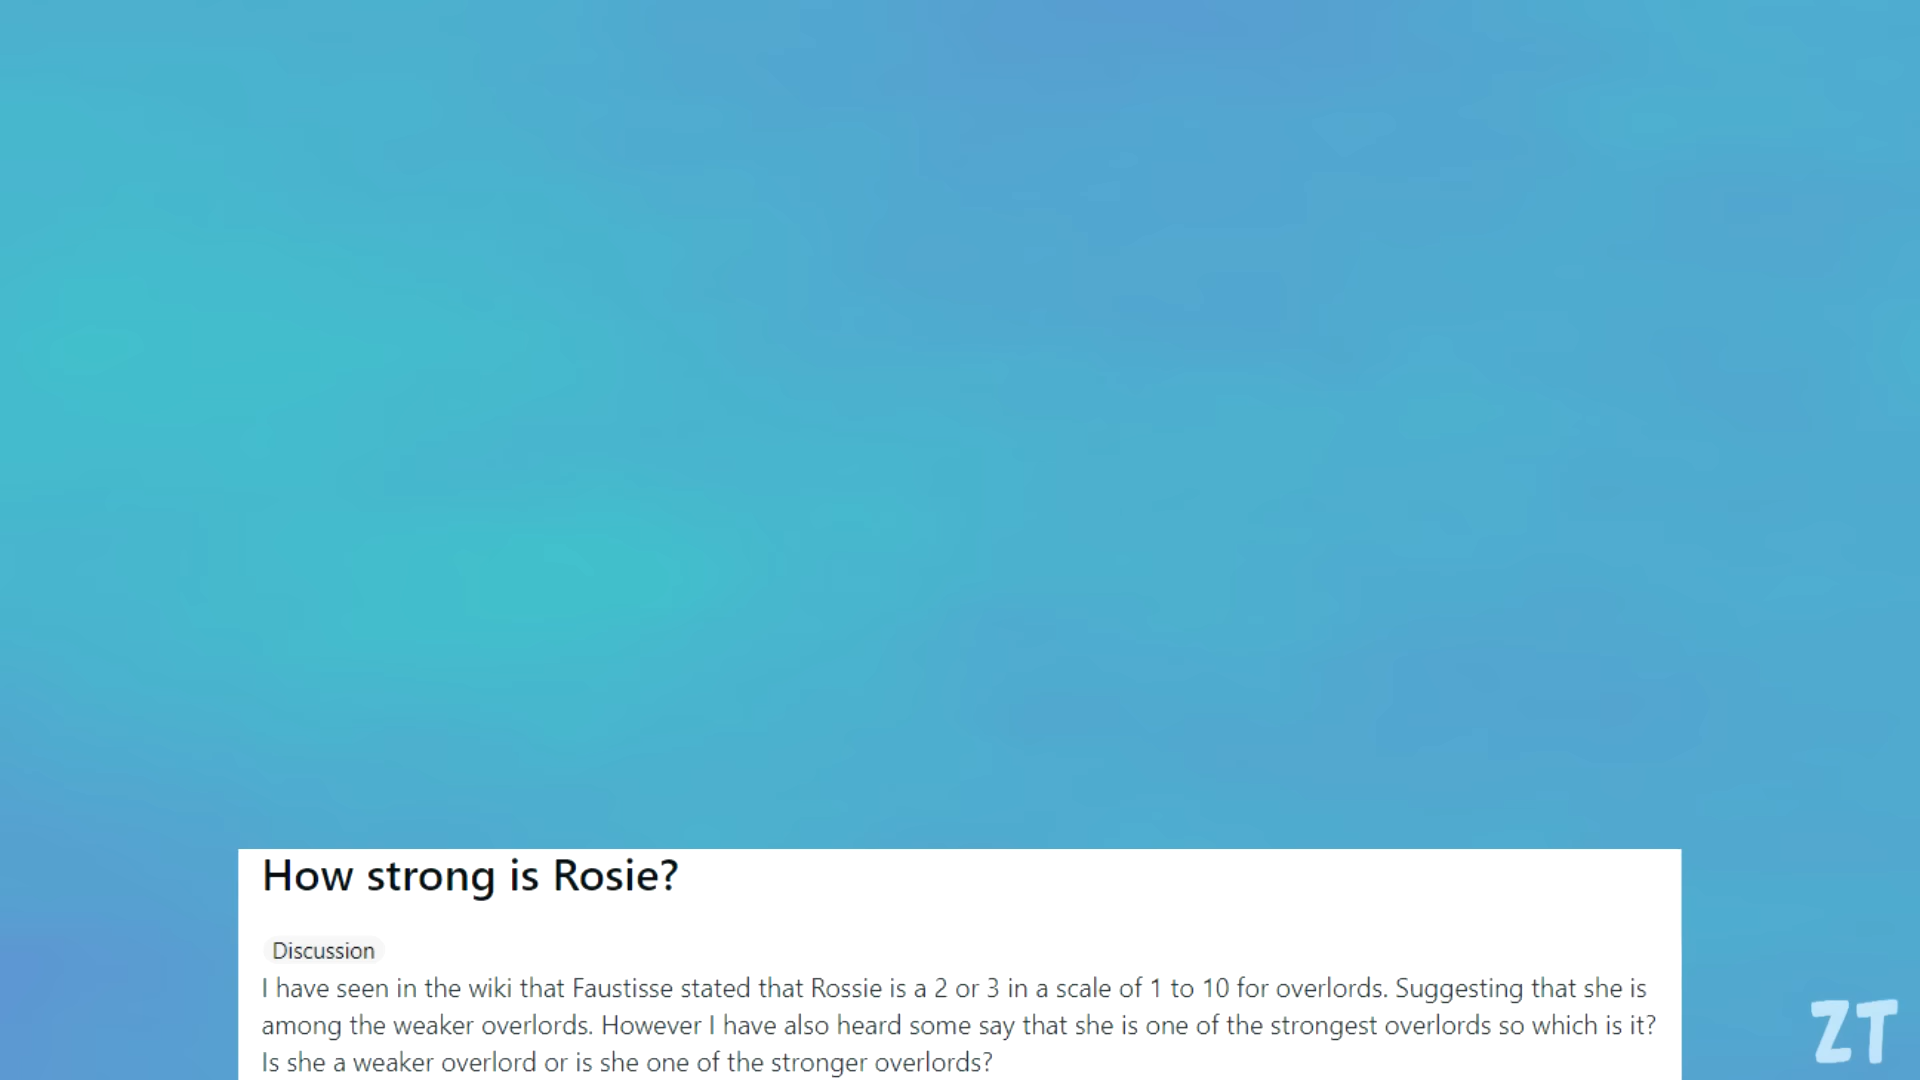 How strong is Rosie?
Discussion
I have seen in the wiki that Faustisse stated that Rossie is a 2 or 3 in a scale of 1 to 10 for overlords. Suggesting that she is
among the weaker overlords. However I have also heard some say that she is one of the strongest overlords so which is it?
Is she a weaker overlord or is she one of the stronger overlords?
ZT